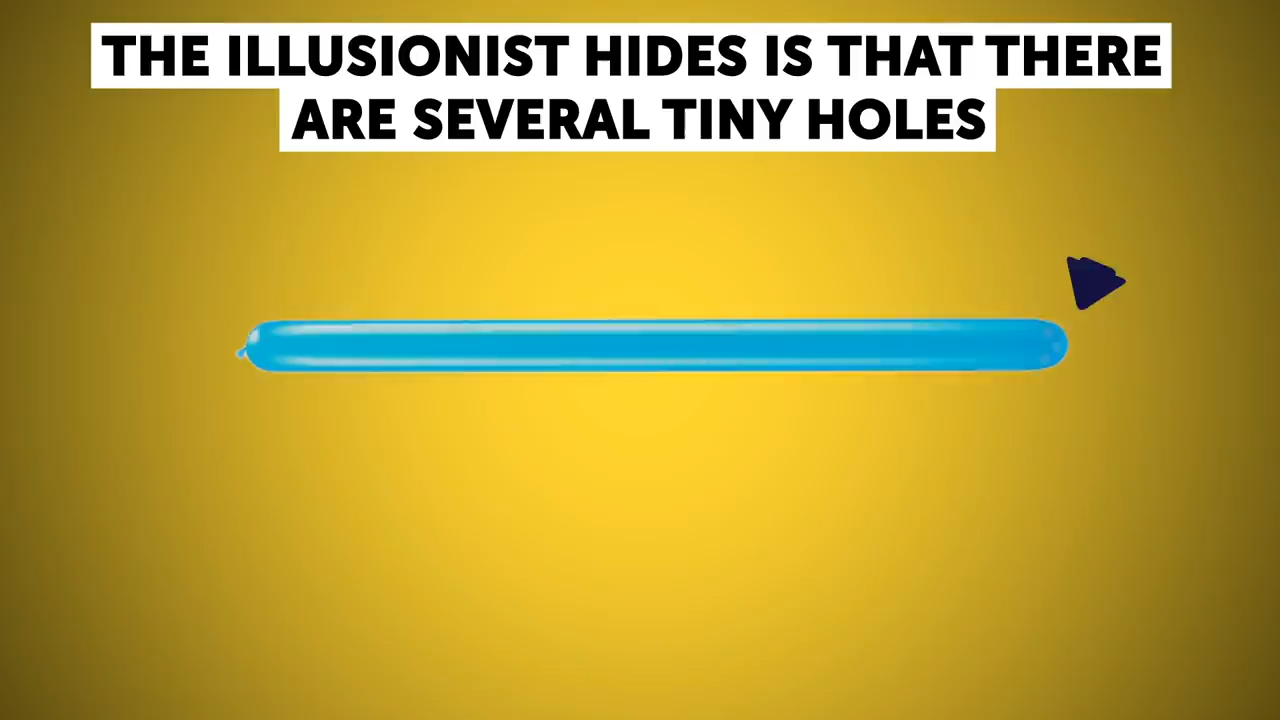 THE ILLUSIONIST HIDES IS THAT THERE
ARE SEVERAL TINY HOLES